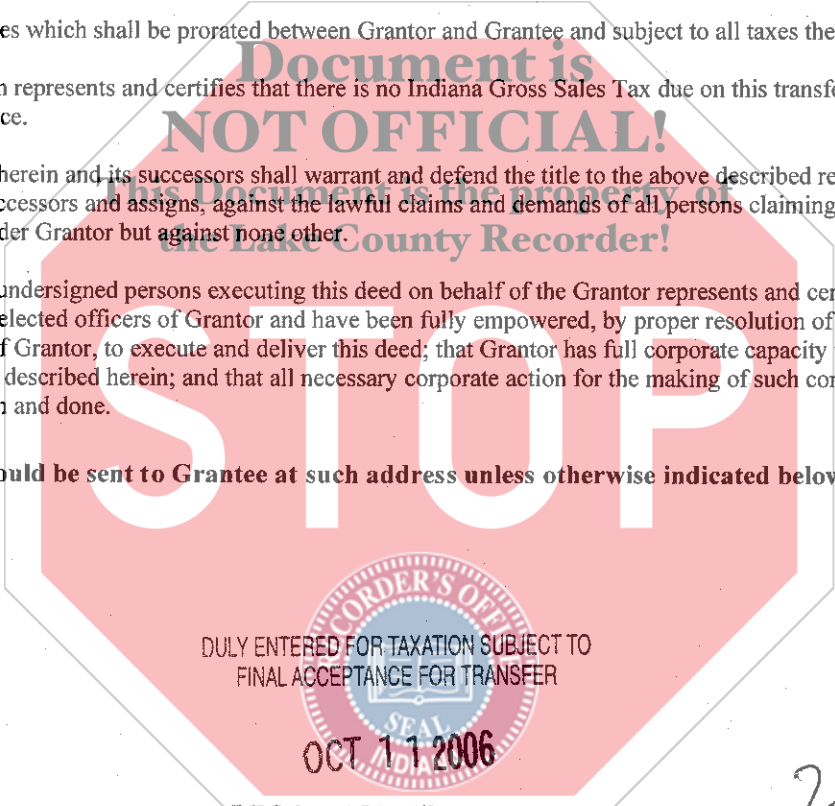 es which shall be prorated between Grantor and Grantee and subject to all taxes the
Document is
n represents and certifies that there is no Indiana Gross Sales Tax due on this transfe
ce.
NOT OFFICIAL!
herein and its successors shall warrant and defend the title to the above described re
This Document is the property of
ccessors and assigns, against the lawful claims and demands of all persons claiming
der Grantor but against none other.
the Lake County Recorder!
undersigned persons executing this deed on behalf of the Grantor represents and cer
elected officers of Grantor and have been fully empowered, by proper resolution of
f Grantor, to execute and deliver this deed; that Grantor has full corporate capacity
described herein; and that all necessary corporate action for the making of such con
n and done.
STOP
ould be sent to Grantee at such address unless otherwise indicated below
RECORDER'S OFFICE
DULY ENTERED FOR TAXATION SUBJECT TO
FINAL ACCEPTANCE FOR TRANSFER
SEAL
OCT 11 2006
INDIANA